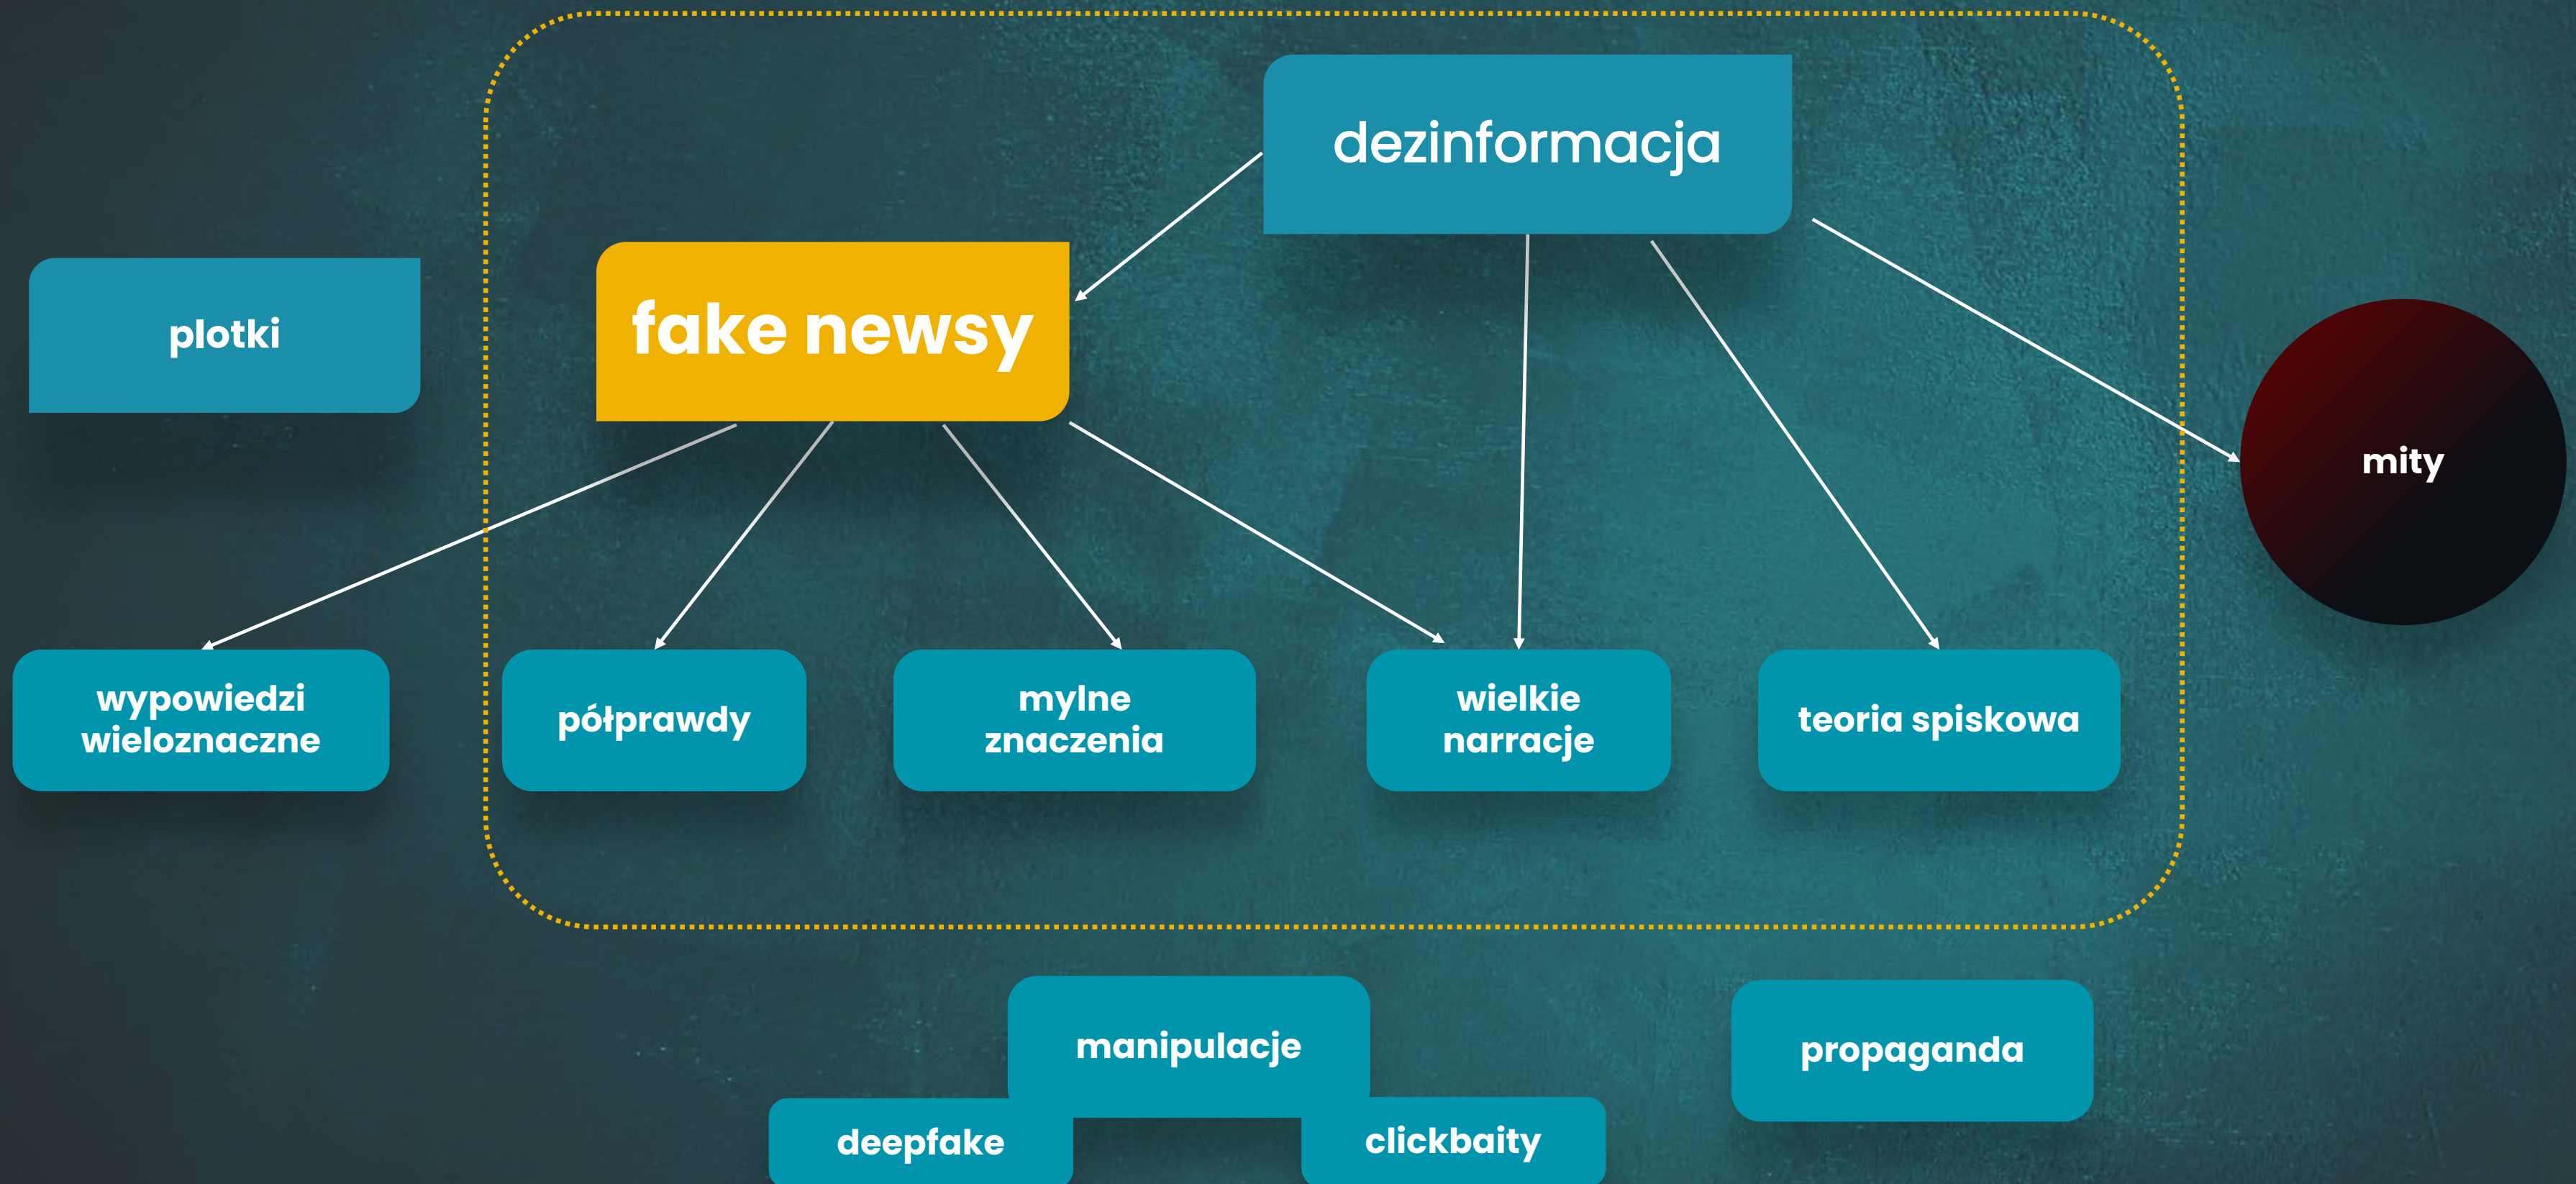 dezinformacja
plotki
fake newsy
mity
wypowiedzi
wieloznaczne
półprawdy
mylne
znaczenia
wielkie
narracje
teoria spiskowa
manipulacje
propaganda
deepfake
clickbaity